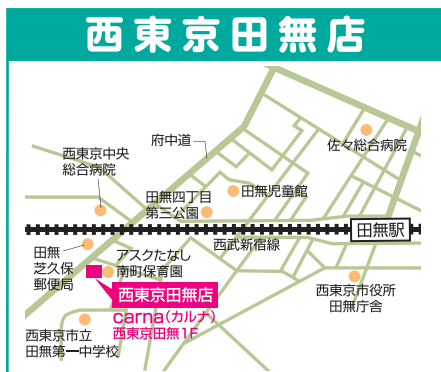 西東京田無店
府中道
佐々総合病院
西東京中央
総合病院
田無四丁目
第三公園
田無児童館
田無駅
西武新宿線
田無
芝久保
郵便局
アスクたなし
南町保育園
西東京田無店
carna(カルナ)
西東京田無1F
西東京市役所
田無庁舎
西東京市立
田無第一中学校